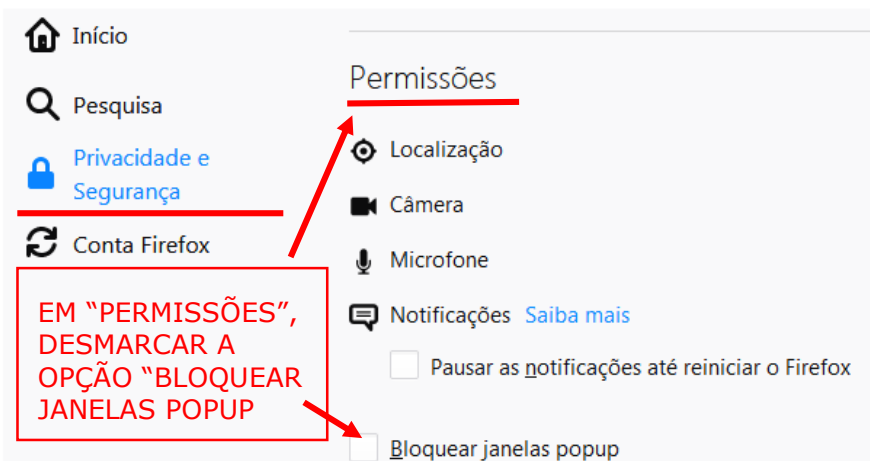 Início
Pesquisa
Privacidade e
Segurança
Conta Firefox
EM “PERMISSÕES”,
DESMARCAR A
OPÇÃO “BLOQUEAR
JANELAS POPUP
Permissões
Localização
Câmera
Microfone
Notificações Saiba mais
Pausar as notificações até reiniciar o Firefox
Bloquear janelas popup